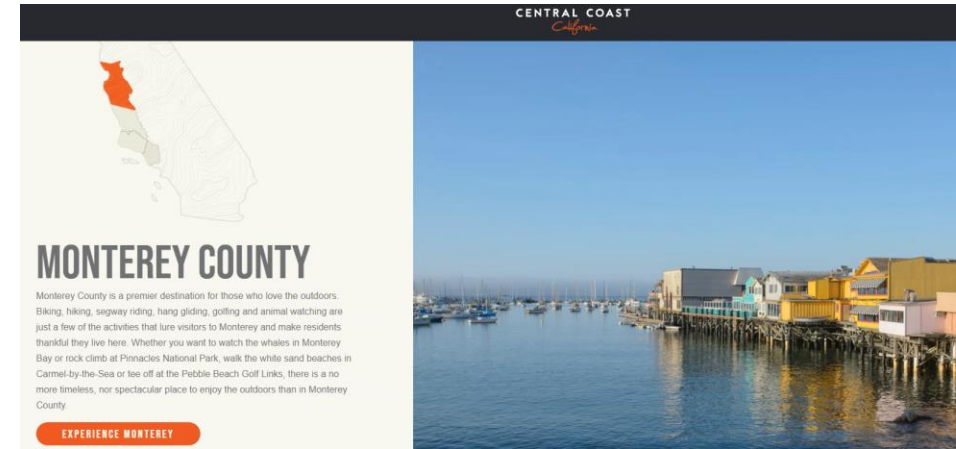 CENTRAL COAST
California
MONTEREY COUNTY
Monterey County is a premier destination for those who love the outdoors.
Biking, hiking, segway riding, hang gliding, golfing and animal watching are
just a few of the activities that lure visitors to Monterey and make residents
thankful they live here. Whether you want to watch the whales in Monterey
Bay or rock climb at Pinnacles National Park, walk the white sand beaches in
Carmel-by-the-Sea or tee off at the Pebble Beach Golf Links, there is a no
more timeless, nor spectacular place to enjoy the outdoors than in Monterey
County.
EXPERIENCE MONTEREY